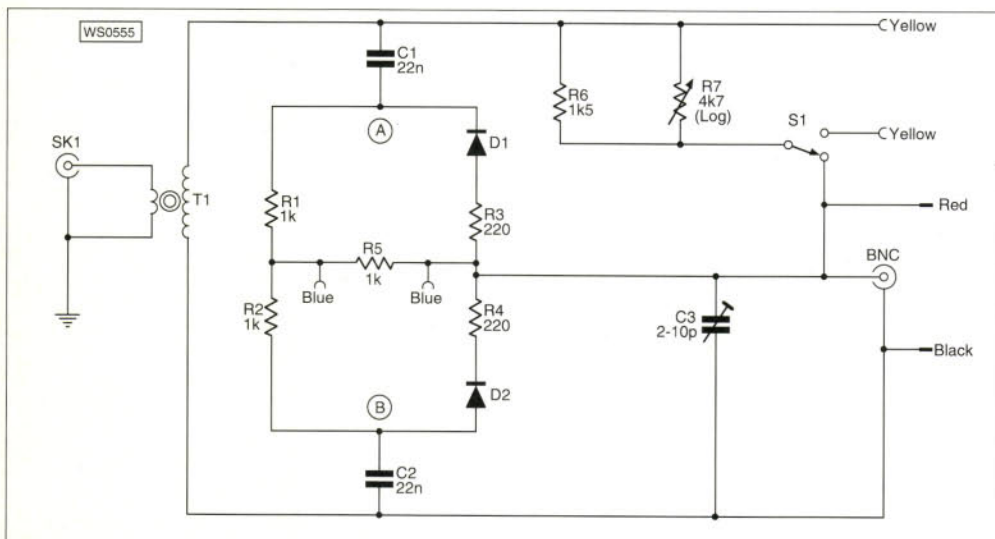 WS0555
Yellow
C1
22n
R6
1k5
R7
4k7
(Log)
S1
Yellow
A
D1
SK1
T1
R1
1k
R3
220
Red
R5
1k
BNC
Blue
Blue
R2
1k
R4
220
C3
2-10p
Black
B
D2
C2
22n